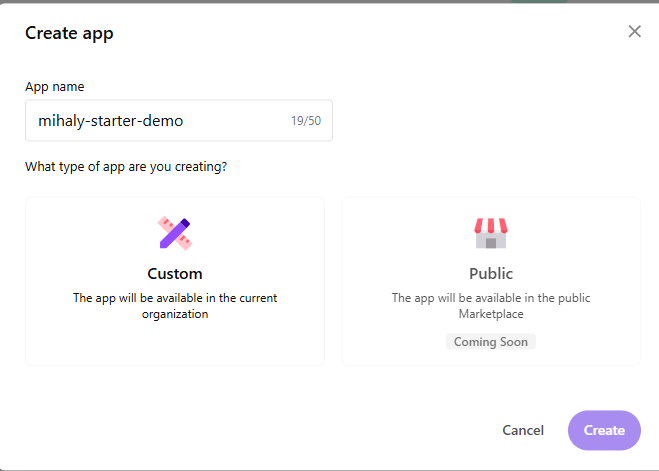 Create app
App name
mihaly-starter-demo
19/50
What type of app are you creating?
Custom
The app will be available in the current
organization
Public
The app will be available in the public
Marketplace
Coming Soon
Cancel
Create